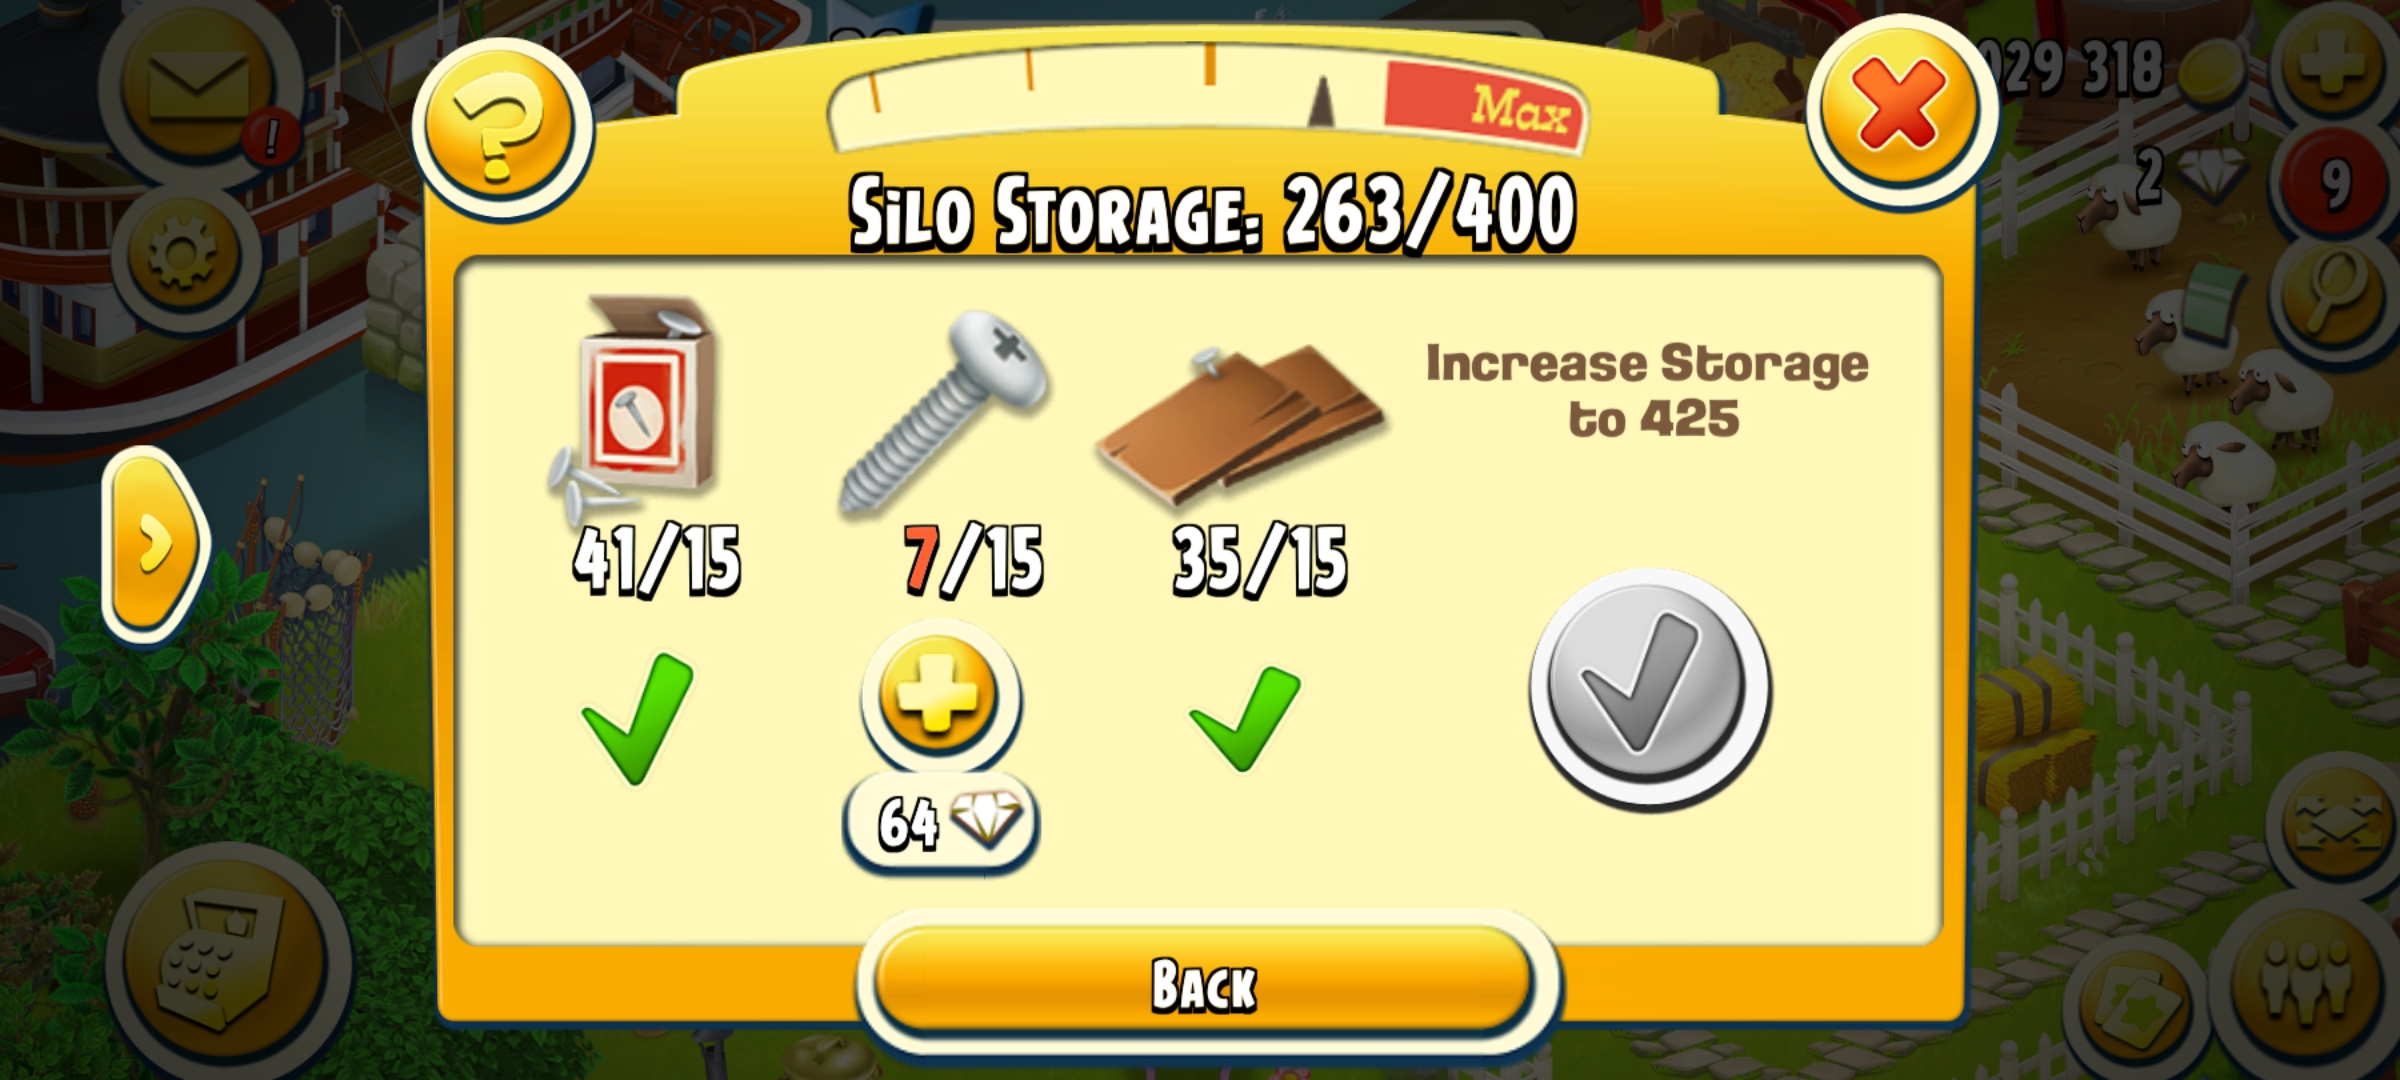 029 318
Max
!
2
9
Silo Storage: 263/400
Increase Storage
to 425
41/15
7/15
35/15
64
Back